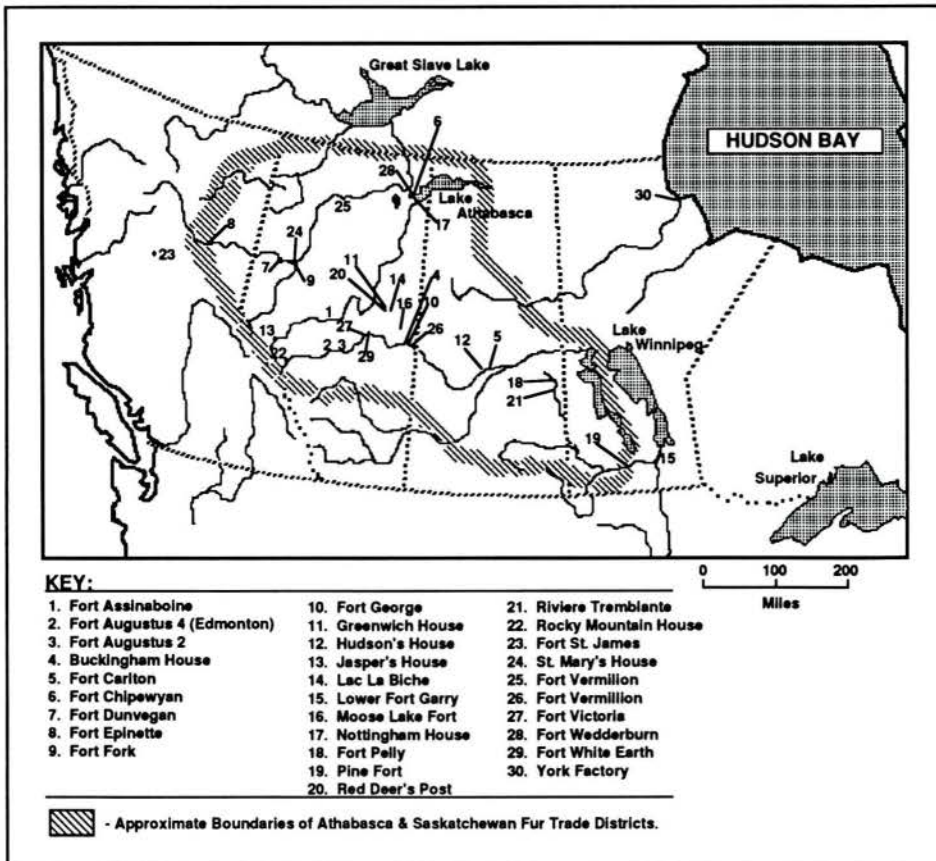 Great Slave Lake
6
HUDSON BAY
28
30
25
Lake
Athabasca
17
8
24
23
7
9
11
20
14
4
16
10
1
27
13
26
2 3
29
22
12
5
Lake
Winnipeg
18
21
19
15
Lake
Superior
KEY:
0 100 200
Miles
1. Fort Assinaboine
2. Fort Augustus 4 (Edmonton)
3. Fort Augustus 2
4. Buckingham House
5. Fort Carlton
6. Fort Chipewyan
7. Fort Dunvegan
8. Fort Epinette
9. Fort Fork
10. Fort George
11. Greenwich House
12. Hudson's House
13. Jasper's House
14. Lac La Biche
15. Lower Fort Garry
16. Moose Lake Fort
17. Nottingham House
18. Fort Pelly
19. Pine Fort
20. Red Deer's Post
21. Riviere Tremblante
22. Rocky Mountain House
23. Fort St. James
24. St. Mary's House
25. Fort Vermilion
26. Fort Vermillion
27. Fort Victoria
28. Fort Wedderburn
29. Fort White Earth
30. York Factory
- Approximate Boundaries of Athabasca & Saskatchewan Fur Trade Districts.